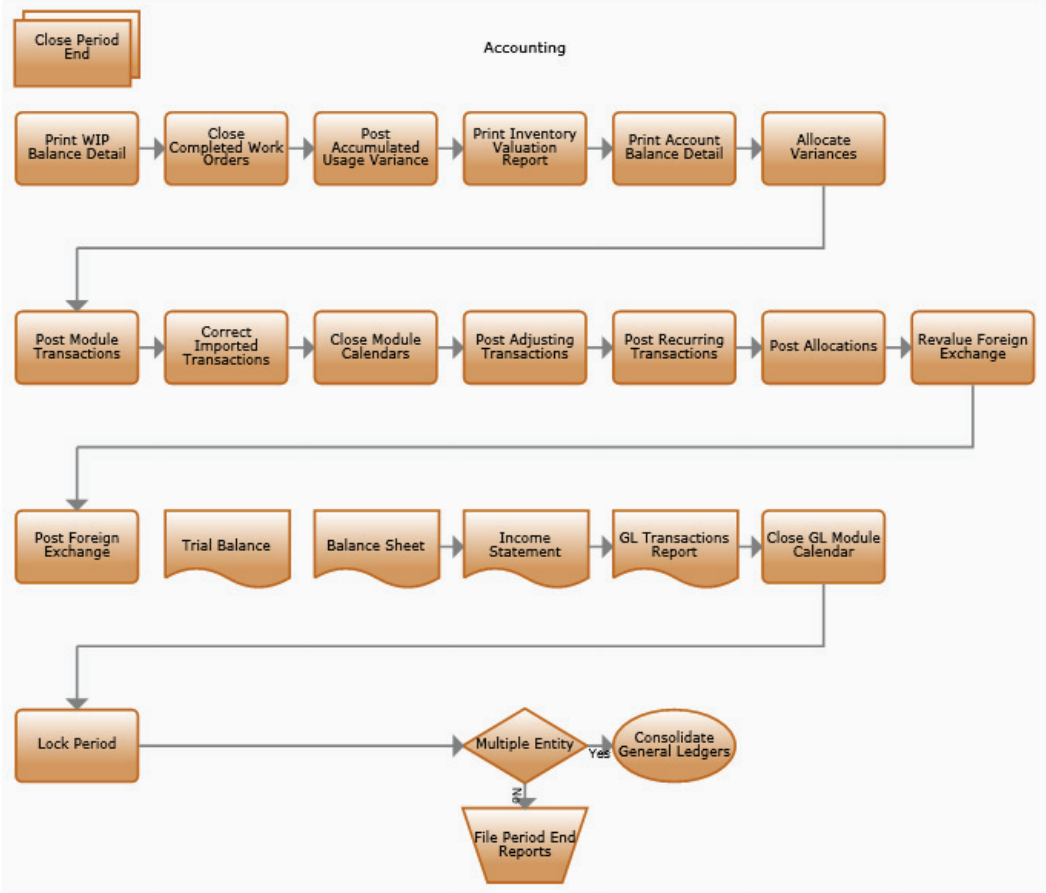 Close Period
End
Accounting
Print WIP
Balance Detail
Close
Completed Work
Orders
Post
Accumulated
Usage Variance
Print Inventory
Valuation
Report
Print Account
Balance Detail
Allocate
Variances
Post Module
Transactions
Correct
Imported
Transactions
Close Module
Calendars
Post Adjusting
Transactions
Post Recurring
Transactions
Post Allocations
Revalue Foreign
Exchange
Post Foreign
Exchange
Trial Balance
Balance Sheet
Income
Statement
GL Transactions
Report
Close GL Module
Calendar
Lock Period
Multiple Entity
Yes
Consolidate
General Ledgers
No
File Period End
Reports